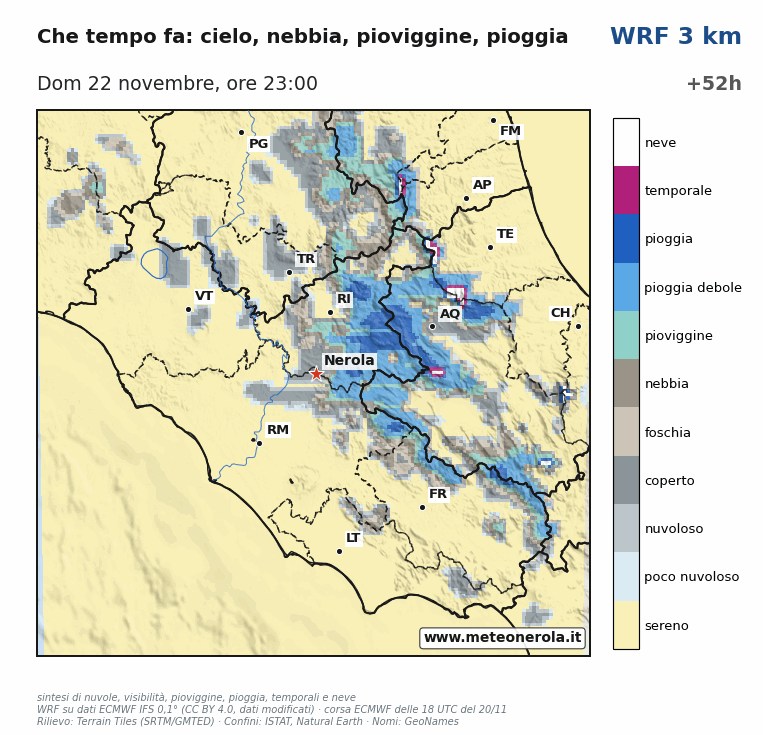 Che tempo fa: cielo, nebbia, pioviggine, pioggia
WRF 3 km
Dom 22 novembre, ore 23:00
+52h
FM
PG
AP
TE
TR
VT
RI
AQ
CH
Nerola
RM
FR
LT
www.meteonerola.it
neve
temporale
pioggia
pioggia debole
pioviggine
nebbia
foschia
coperto
nuvoloso
poco nuvoloso
sereno
sintesi di nuvole, visibilità, pioviggine, pioggia, temporali e neve
WRF su dati ECMWF IFS 0,1° (CC BY 4.0, dati modificati) · corsa ECMWF delle 18 UTC del 20/11
Rilievo: Terrain Tiles (SRTM/GMTED) · Confini: ISTAT, Natural Earth · Nomi: GeoNames